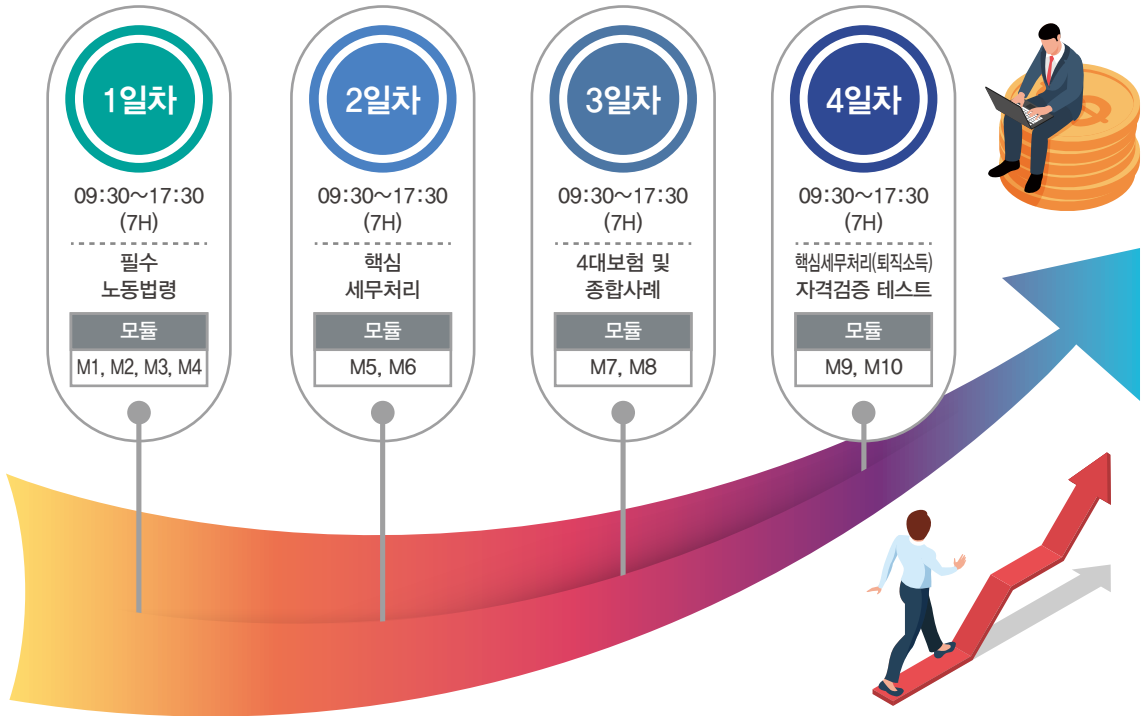 1일차
09:30~17:30
(7H)
필수
노동법령
모듈
M1, M2, M3, M4
2일차
09:30~17:30
(7H)
핵심
세무처리
모듈
M5, M6
3일차
09:30~17:30
(7H)
4대보험 및
종합사례
모듈
M7, M8
4일차
09:30~17:30
(7H)
핵심세무처리(퇴직소득)
자격검증 테스트
모듈
M9, M10